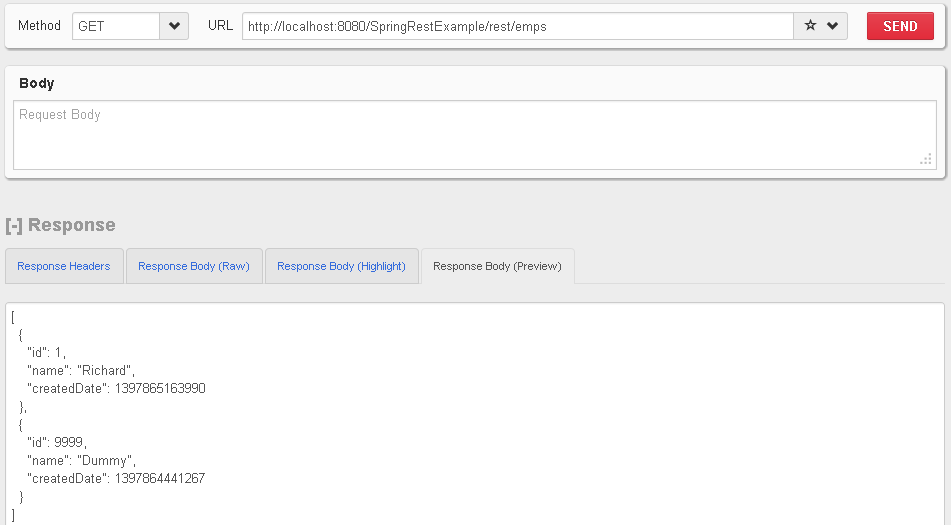 Method GET URL http://localhost:8080/SpringRestExample/rest/emps SEND
Body
Request Body
[-] Response
Response Headers Response Body (Raw) Response Body (Highlight) Response Body (Preview)
[
{
"id": 1,
"name": "Richard",
"createdDate": 1397865163990
},
{
"id": 9999,
"name": "Dummy",
"createdDate": 1397864441267
}
]